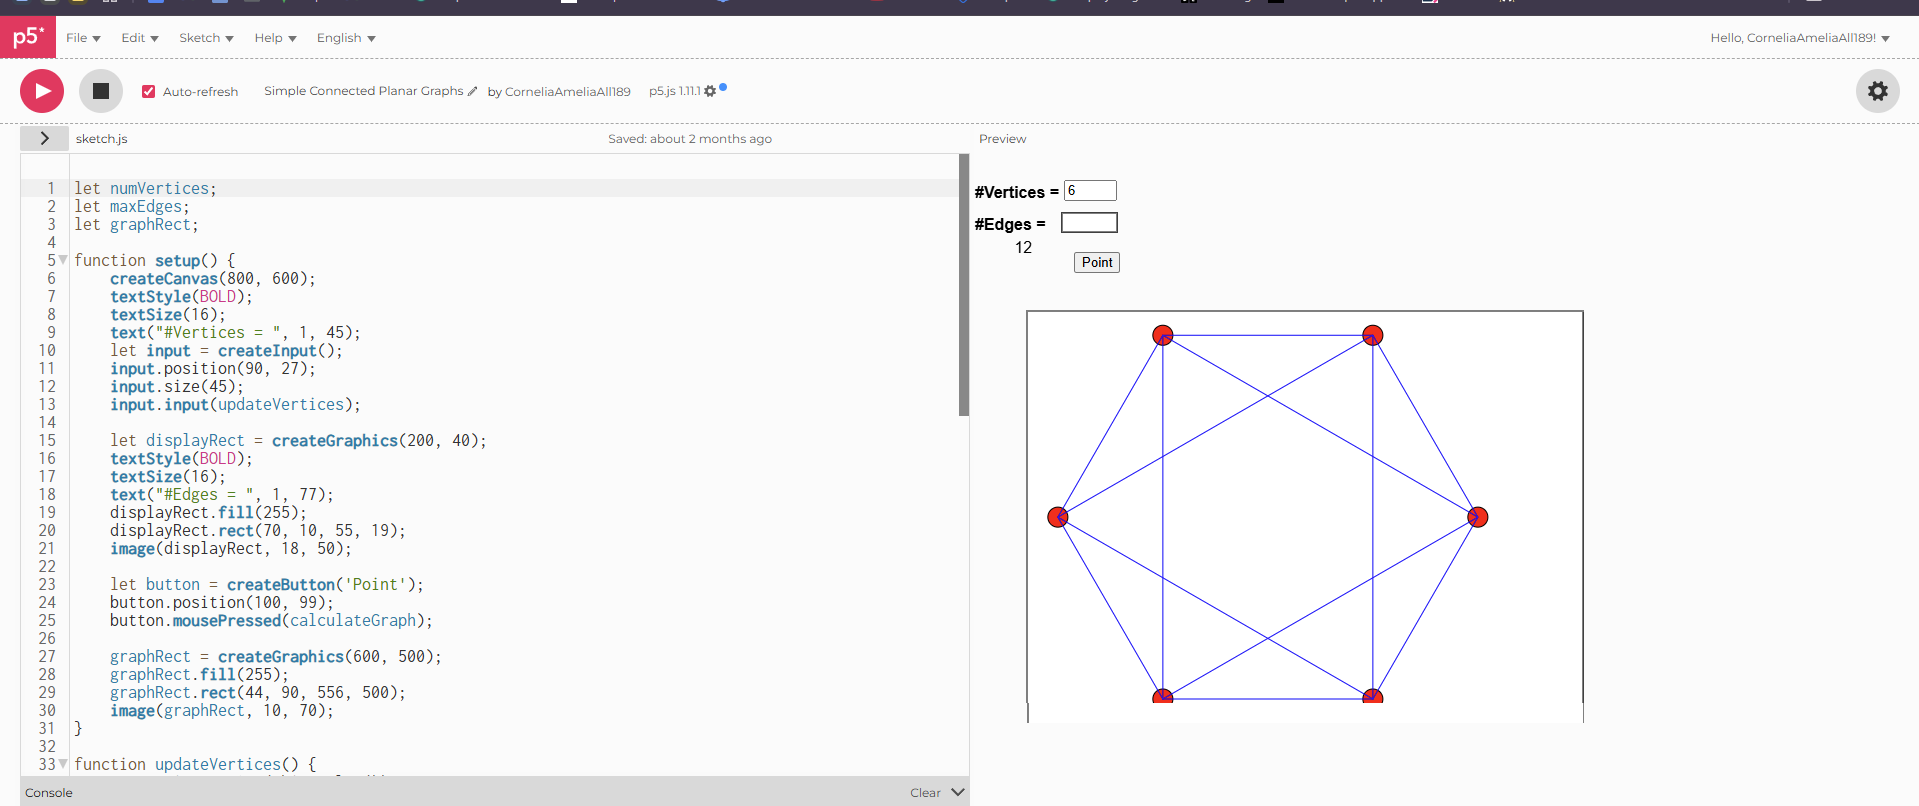 p5* File Edit Sketch Help English Hello, CorneliaAmeliaAll189!
Auto-refresh Simple Connected Planar Graphs by CorneliaAmeliaAll189 p5.js 1.11.1
> sketch.js Saved: about 2 months ago Preview
1 let numVertices;
2 let maxEdges;
3 let graphRect;
4
5 function setup() {
6 createCanvas(800, 600);
7 textStyle(BOLD);
8 textSize(16);
9 text("#Vertices = ", 1, 45);
10 let input = createInput();
11 input.position(90, 27);
12 input.size(45);
13 input.input(updateVertices);
14
15 let displayRect = createGraphics(200, 40);
16 textStyle(BOLD);
17 textSize(16);
18 text("#Edges = ", 1, 77);
19 displayRect.fill(255);
20 displayRect.rect(70, 10, 55, 19);
21 image(displayRect, 18, 50);
22
23 let button = createButton('Point');
24 button.position(100, 99);
25 button.mousePressed(calculateGraph);
26
27 graphRect = createGraphics(600, 500);
28 graphRect.fill(255);
29 graphRect.rect(44, 90, 556, 500);
30 image(graphRect, 10, 70);
31 }
32
33 function updateVertices() {
Console Clear
#Vertices = 6
#Edges =
12
Point